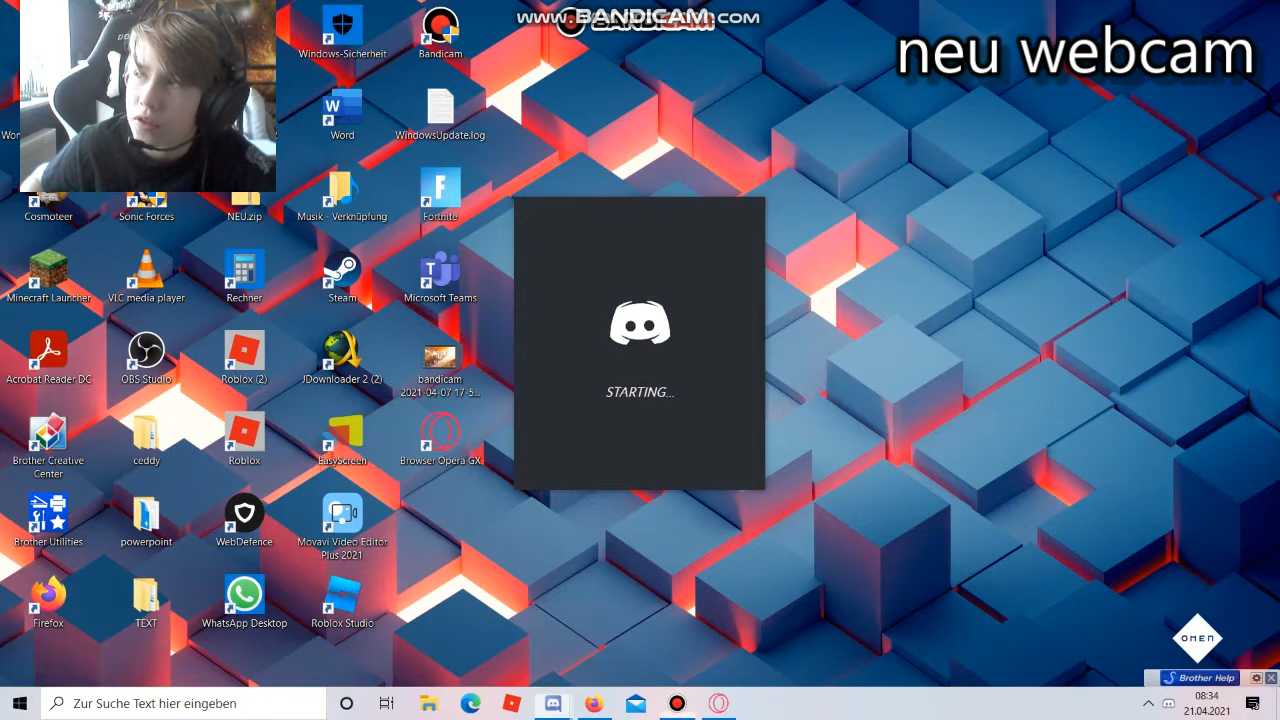 www.BANDICAM.com
BANDICAM
neu webcam
Windows-Sicherheit
Bandicam
Word
WindowsUpdate.log
Cosmoteer
Sonic Forces
NEU.zip
Musik - Verknüpfung
Fortnite
Minecraft Launcher
VLC media player
Rechner
Steam
Microsoft Teams
STARTING...
Acrobat Reader DC
OBS Studio
Roblox (2)
JDownloader 2 (2)
bandicam
2021-04-07 17-5...
Brother Creative
Center
ceddy
Roblox
EasyScreen
Browser Opera GX
Brother Utilities
powerpoint
WebDefence
Movavi Video Editor
Plus 2021
Firefox
TEXT
WhatsApp Desktop
Roblox Studio
OMEN
Brother Help
Zur Suche Text hier eingeben
08:34
21.04.2021